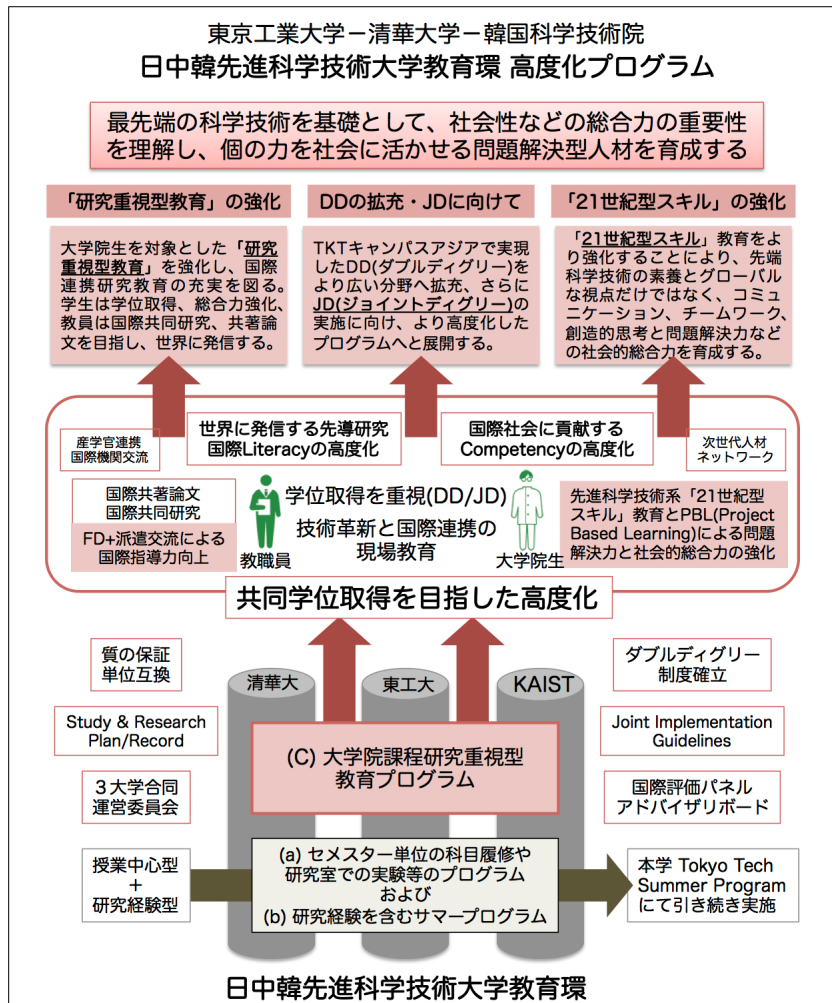 東京工業大学－清華大学－韓国科学技術院
日中韓先進科学技術大学教育環 高度化プログラム
最先端の科学技術を基礎として、社会性などの総合力の重要性
を理解し、個の力を社会に活かせる問題解決型人材を育成する
「研究重視型教育」の強化
大学院生を対象とした「研究
重視型教育」を強化し、国際
連携研究教育の充実を図る。
学生は学位取得、総合力強化、
教員は国際共同研究、共著論
文を目指し、世界に発信する。
DDの拡充・JDに向けて
TKTキャンパスアジアで実現
したDD(ダブルディグリー)を
より広い分野へ拡充、さらに
JD(ジョイントディグリー)の
実施に向け、より高度化した
プログラムへと展開する。
「21世紀型スキル」の強化
「21世紀型スキル」教育をよ
り強化することにより、先端
科学技術の素養とグローバル
な視点だけではなく、コミュ
ニケーション、チームワーク、
創造的思考と問題解決力など
の社会的総合力を育成する。
産学官連携
国際機関交流
世界に発信する先導研究
国際Literacyの高度化
国際社会に貢献する
Competencyの高度化
次世代人材
ネットワーク
国際共著論文
国際共同研究
FD+派遣交流による
国際指導力向上
教職員
学位取得を重視(DD/JD)
技術革新と国際連携の
現場教育
大学院生
先進科学技術系「21世紀型
スキル」教育とPBL(Project
Based Learning)による問題
解決力と社会的総合力の強化
共同学位取得を目指した高度化
質の保証
単位互換
Study & Research
Plan/Record
３大学合同
運営委員会
清華大
東工大
KAIST
ダブルディグリー
制度確立
Joint Implementation
Guidelines
国際評価パネル
アドバイザリボード
(C) 大学院課程研究重視型
教育プログラム
授業中心型
＋
研究経験型
(a) セメスター単位の科目履修や
研究室での実験等のプログラム
および
(b) 研究経験を含むサマープログラム
本学 Tokyo Tech
Summer Program
にて引き続き実施
日中韓先進科学技術大学教育環